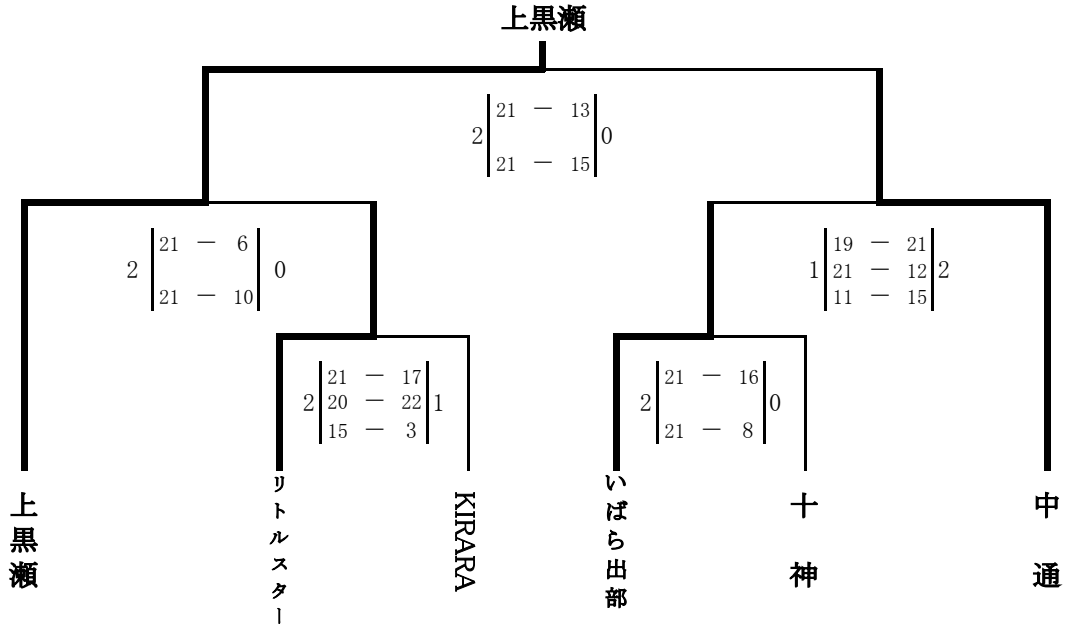 上黒瀬
21 － 13
2 0
21 － 15
21 － 6
2 0
21 － 10
19 － 21
1 21 － 12 2
11 － 15
21 － 17
2 20 － 22 1
15 － 3
21 － 16
2 0
21 － 8
上黒瀬
リトルスター
KIRARA
いばら出部
十神
中通